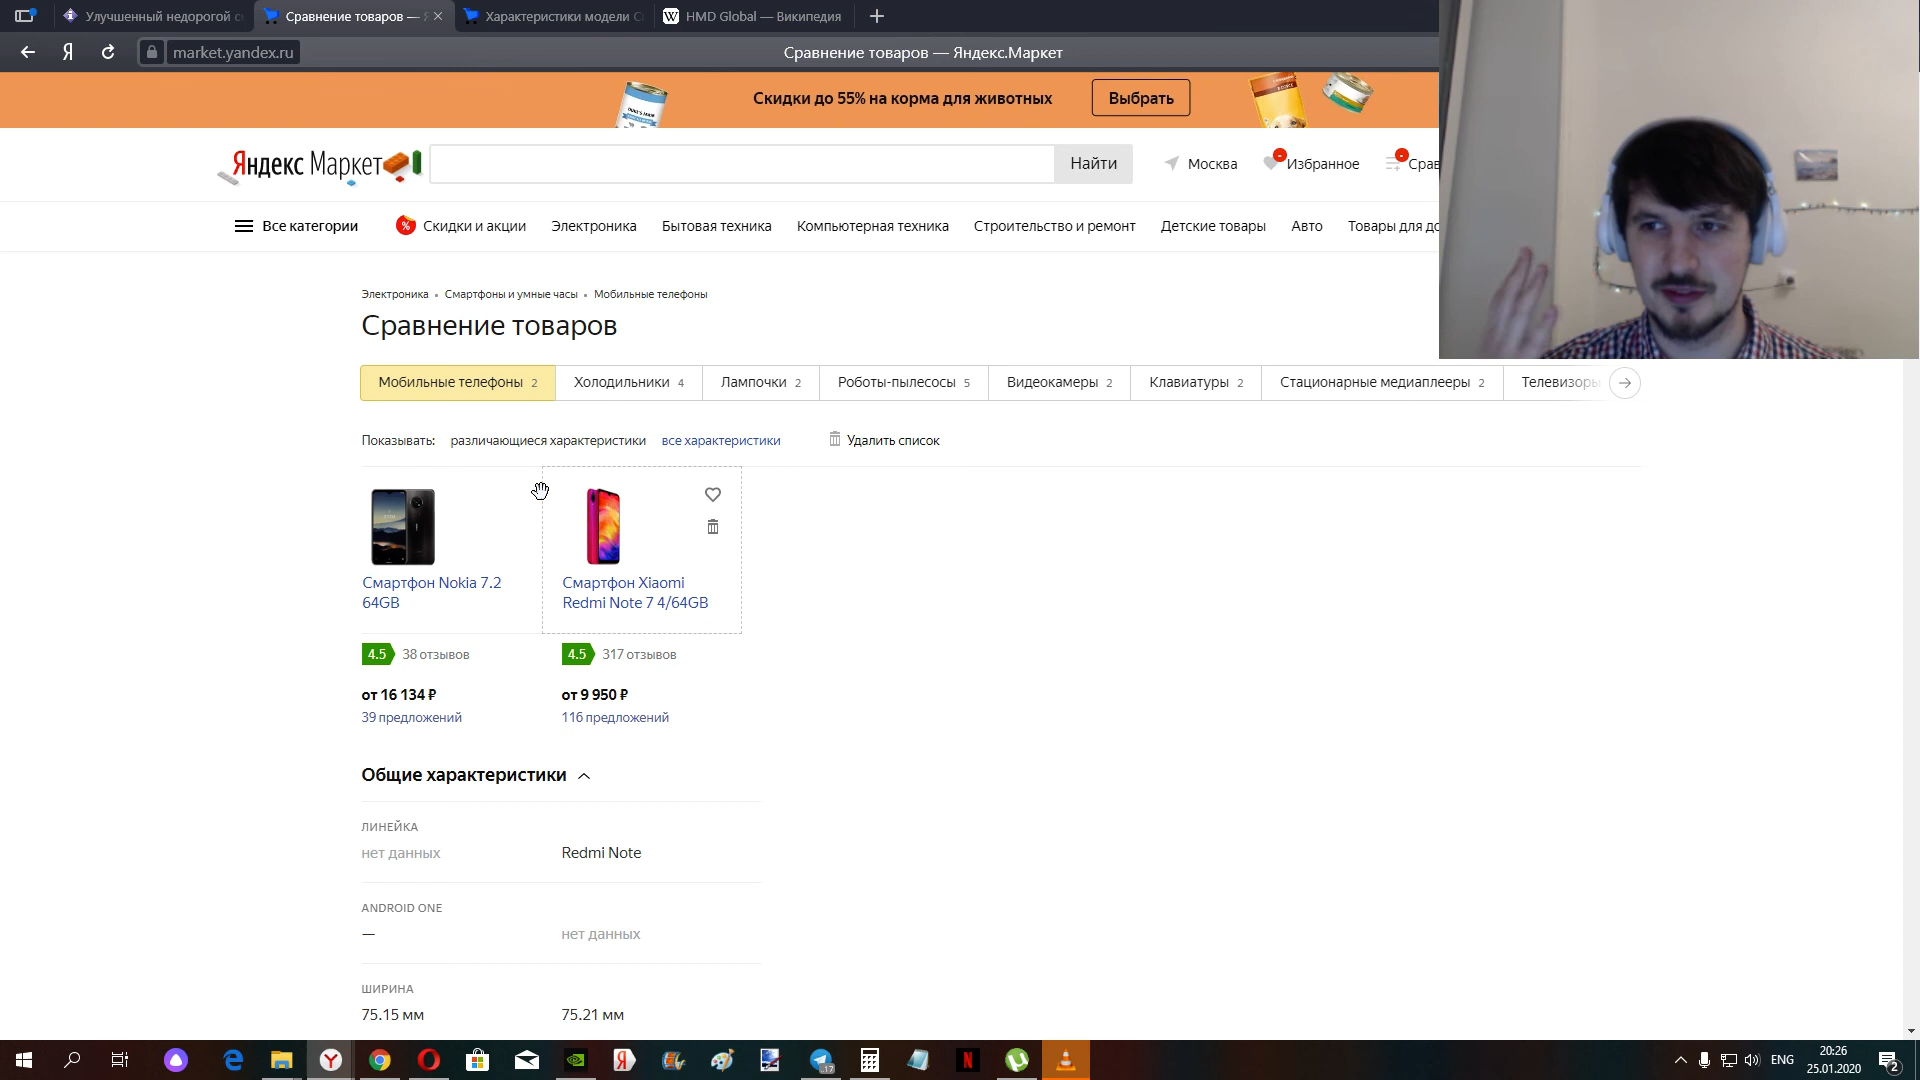 Улучшенный недорогой с
Сравнение товаров —
Характеристики модели
HMD Global — Википедия
market.yandex.ru
Сравнение товаров — Яндекс.Маркет
Скидки до 55% на корма для животных
Выбрать
Яндекс Маркет
Найти
Москва
Избранное
Срав
Все категории
%
Скидки и акции
Электроника
Бытовая техника
Компьютерная техника
Строительство и ремонт
Детские товары
Авто
Товары для до
Электроника • Смартфоны и умные часы • Мобильные телефоны
Сравнение товаров
Мобильные телефоны 2
Холодильники 4
Лампочки 2
Роботы-пылесосы 5
Видеокамеры 2
Клавиатуры 2
Стационарные медиаплееры 2
Телевизоры
Показывать: различающиеся характеристики все характеристики
Удалить список
Смартфон Nokia 7.2
64GB
Смартфон Xiaomi
Redmi Note 7 4/64GB
4.5 38 отзывов
4.5 317 отзывов
от 16 134 ₽
от 9 950 ₽
39 предложений
116 предложений
Общие характеристики
ЛИНЕЙКА
нет данных
Redmi Note
ANDROID ONE
—
нет данных
ШИРИНА
75.15 мм
75.21 мм
ENG
20:26
25.01.2020
2